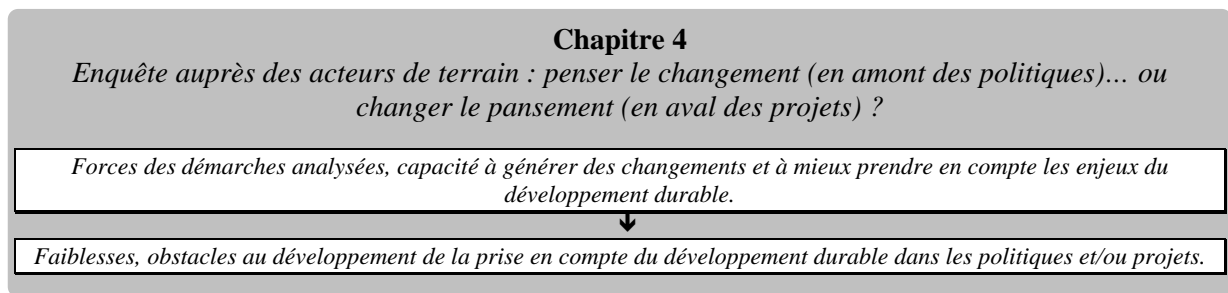 Chapitre 4
Enquête auprès des acteurs de terrain : penser le changement (en amont des politiques)… ou
changer le pansement (en aval des projets) ?
Forces des démarches analysées, capacité à générer des changements et à mieux prendre en compte les enjeux du
développement durable.
Faiblesses, obstacles au développement de la prise en compte du développement durable dans les politiques et/ou projets.